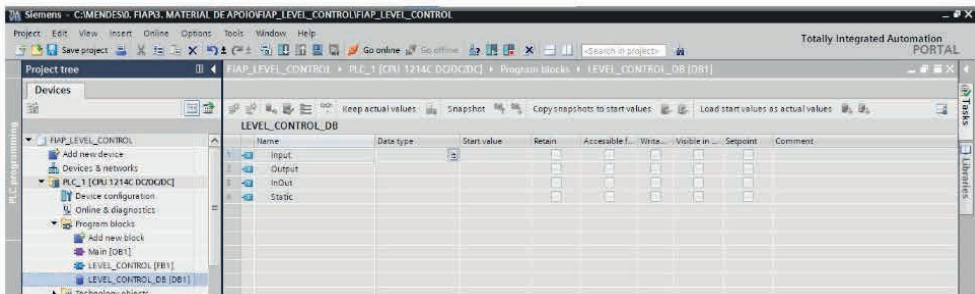 Siemens - C:\MENDES\0. FIAP\3. MATERIAL DE APOIO\FIAP_LEVEL_CONTROL\FIAP_LEVEL_CONTROL
Project Edit View Insert Online Options Tools Window Help
Totally Integrated Automation
PORTAL
Save project Go online Go offline <Search in project>
Project tree
FIAP_LEVEL_CONTROL PLC_1 [CPU 1214C DC/DC/DC] Program blocks LEVEL_CONTROL_DB [DB1]
Devices
Keep actual values Snapshot Copy snapshots to start values Load start values as actual values
LEVEL_CONTROL_DB
Name Data type Start value Retain Accessible f... Write... Visible in ... Setpoint Comment
1 Input
2 Output
3 InOut
4 Static
FIAP_LEVEL_CONTROL
Add new device
Devices & networks
PLC_1 [CPU 1214C DC/DC/DC]
Device configuration
Online & diagnostics
Program blocks
Add new block
Main [OB1]
LEVEL_CONTROL [FB1]
LEVEL_CONTROL_DB [DB1]
Technology objects
PLC programming
Tasks
Libraries